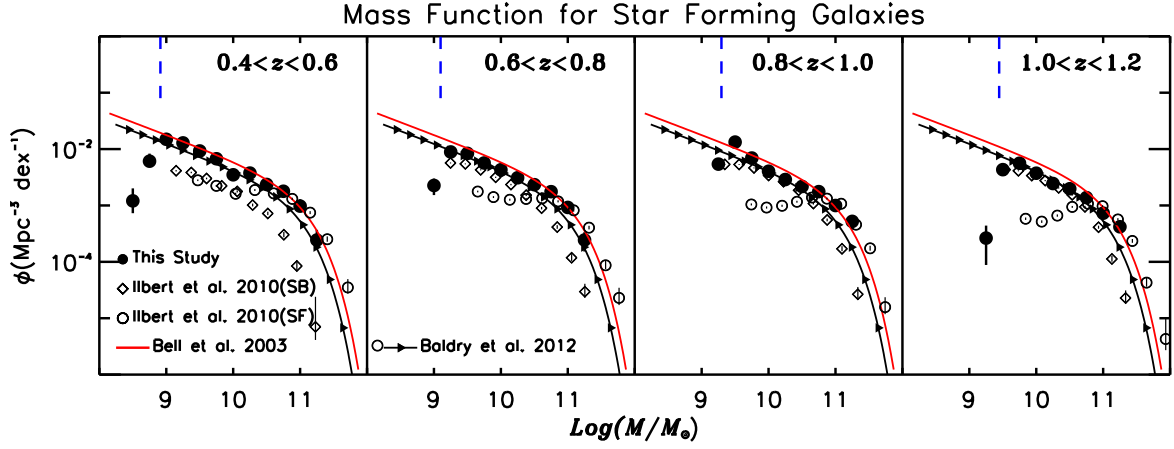 Mass Function for Star Forming Galaxies
0.4<z<0.6
0.6<z<0.8
0.8<z<1.0
1.0<z<1.2
ϕ(Mpc⁻³ dex⁻¹)
10⁻²
10⁻⁴
This Study
Ilbert et al. 2010(SB)
Ilbert et al. 2010(SF)
Bell et al. 2003
Baldry et al. 2012
9 10 11 9 10 11 9 10 11 9 10 11
Log(M/M⊙)